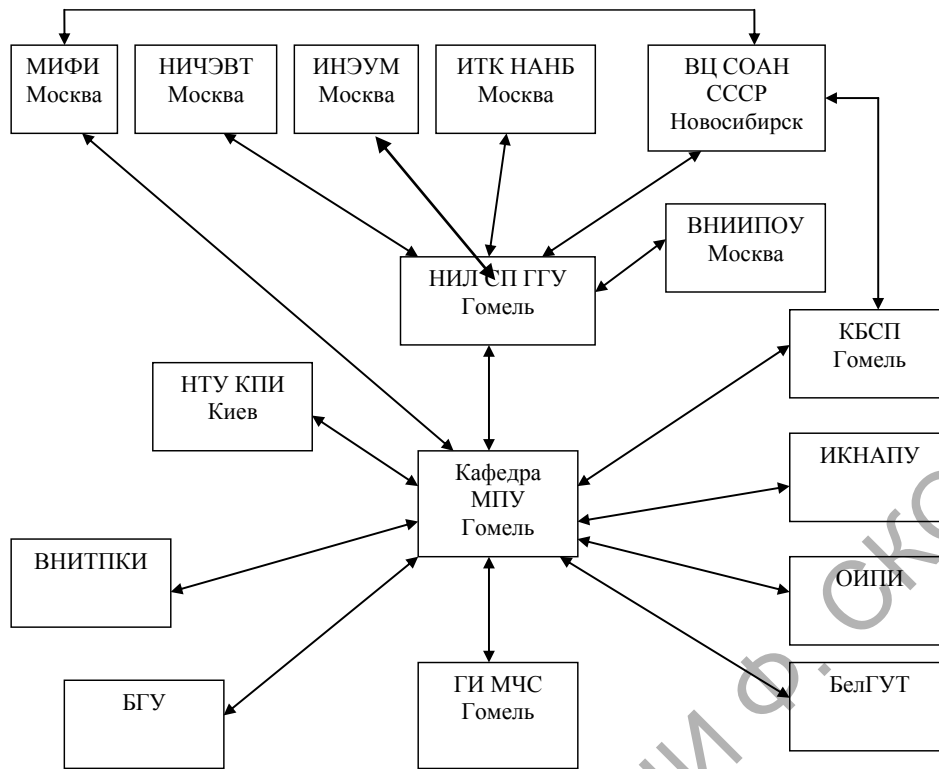 МИФИ
Москва
НИЧЭВТ
Москва
ИНЭУМ
Москва
ИТК НАНБ
Москва
ВЦ СОАН
СССР
Новосибирск
ВНИИПОУ
Москва
НИЛ СП ГГУ
Гомель
КБСП
Гомель
НТУ КПИ
Киев
Кафедра
МПУ
Гомель
ИКНАПУ
ВНИТПКИ
ОИПИ
БГУ
ГИ МЧС
Гомель
БелГУТ
Ф. СКО